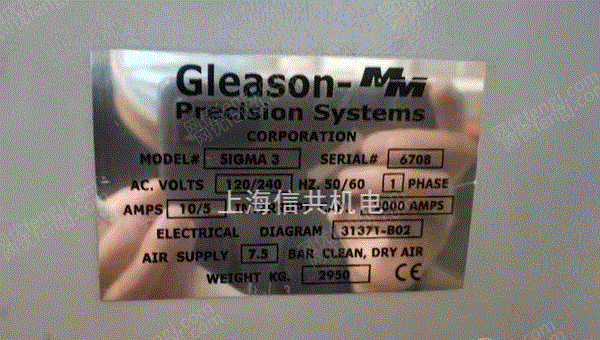 Gleason- MM
Precision Systems
CORPORATION
MODEL# SIGMA 3 SERIAL# 6708
AC. VOLTS 120/240 HZ. 50/60 1 PHASE
上海信共机电
AMPS 10/5 000 AMPS
ELECTRICAL DIAGRAM 31371-B02
AIR SUPPLY 7.5 BAR CLEAN, DRY AIR
WEIGHT KG. 2950 CE